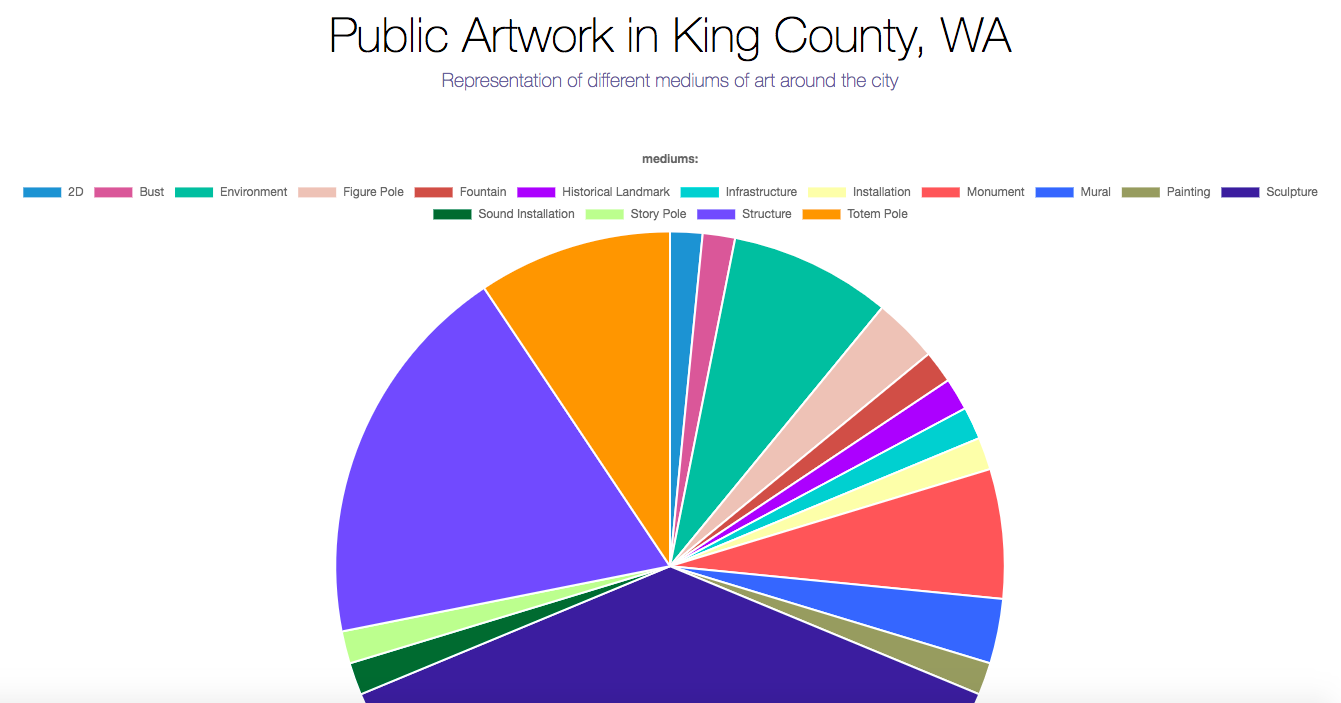 Public Artwork in King County, WA
Representation of different mediums of art around the city
mediums:
2D Bust Environment Figure Pole Fountain Historical Landmark Infrastructure Installation Monument Mural Painting Sculpture
Sound Installation Story Pole Structure Totem Pole